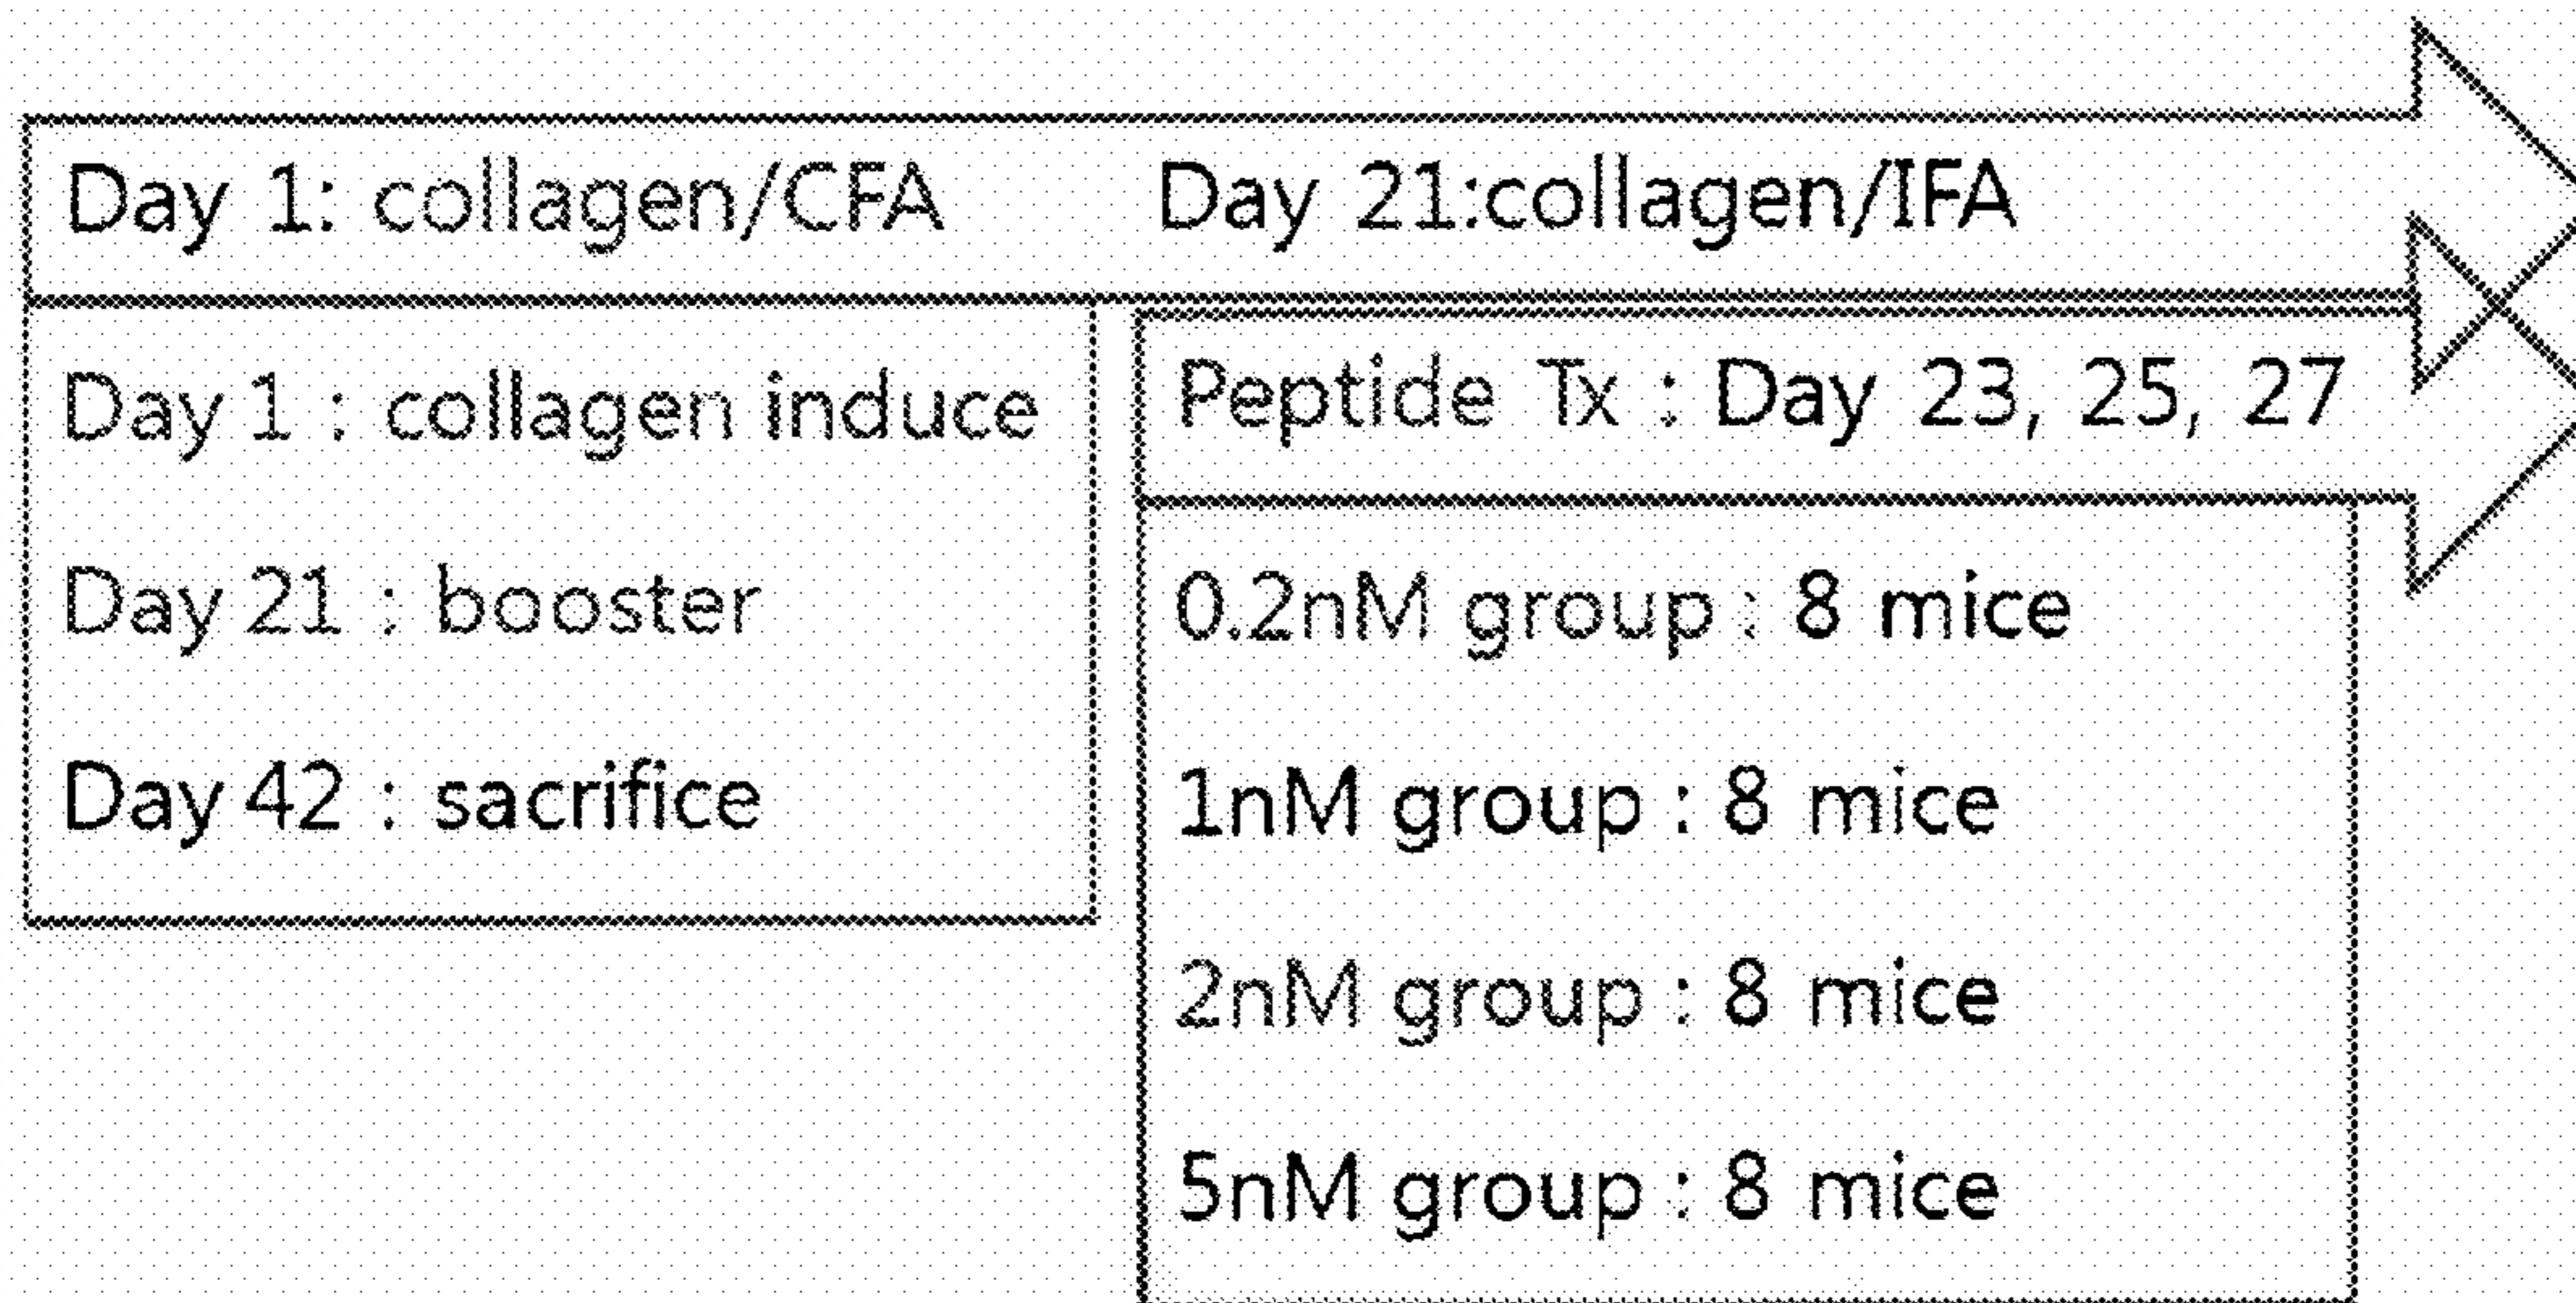 Day 1: collagen/CFA Day 21:collagen/IFA
Day 1 : collagen induce
Day 21 : booster
Day 42 : sacrifice
Peptide Tx : Day 23, 25, 27
0.2nM group : 8 mice
1nM group : 8 mice
2nM group : 8 mice
5nM group : 8 mice